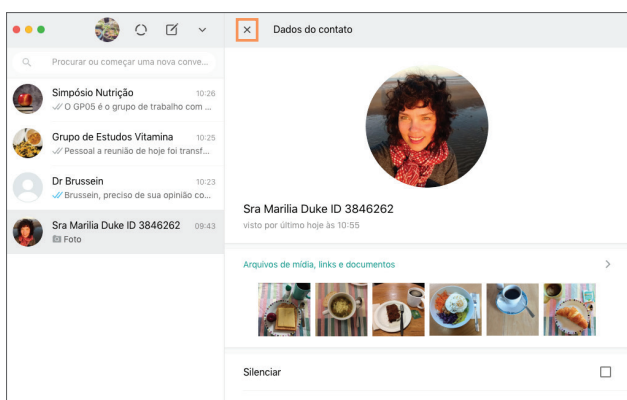 Dados do contato
Procurar ou começar uma nova conve...
Simpósio Nutrição 10:26
O GP05 é o grupo de trabalho com ...
Grupo de Estudos Vitamina 10:25
Pessoal a reunião de hoje foi transf...
Dr Brussein 10:23
Brussein, preciso de sua opinião co...
Sra Marilia Duke ID 3846262 09:43
Foto
Sra Marilia Duke ID 3846262
visto por último hoje às 10:55
Arquivos de mídia, links e documentos
Silenciar